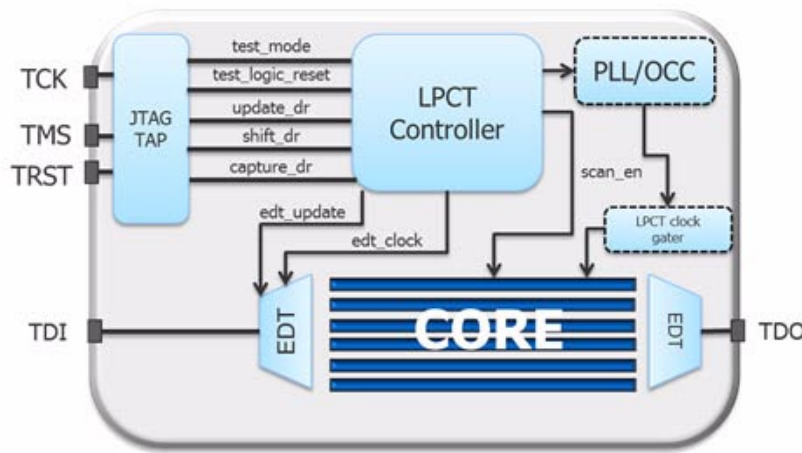 test_mode
TCK
test_logic_reset
JTAG
TAP
LPCT
Controller
PLL/OCC
update_dr
TMS
shift_dr
TRST
capture_dr
scan_en
edt_update
LPCT clock
gater
edt_clock
TDI
EDT
CORE
EDT
TDO